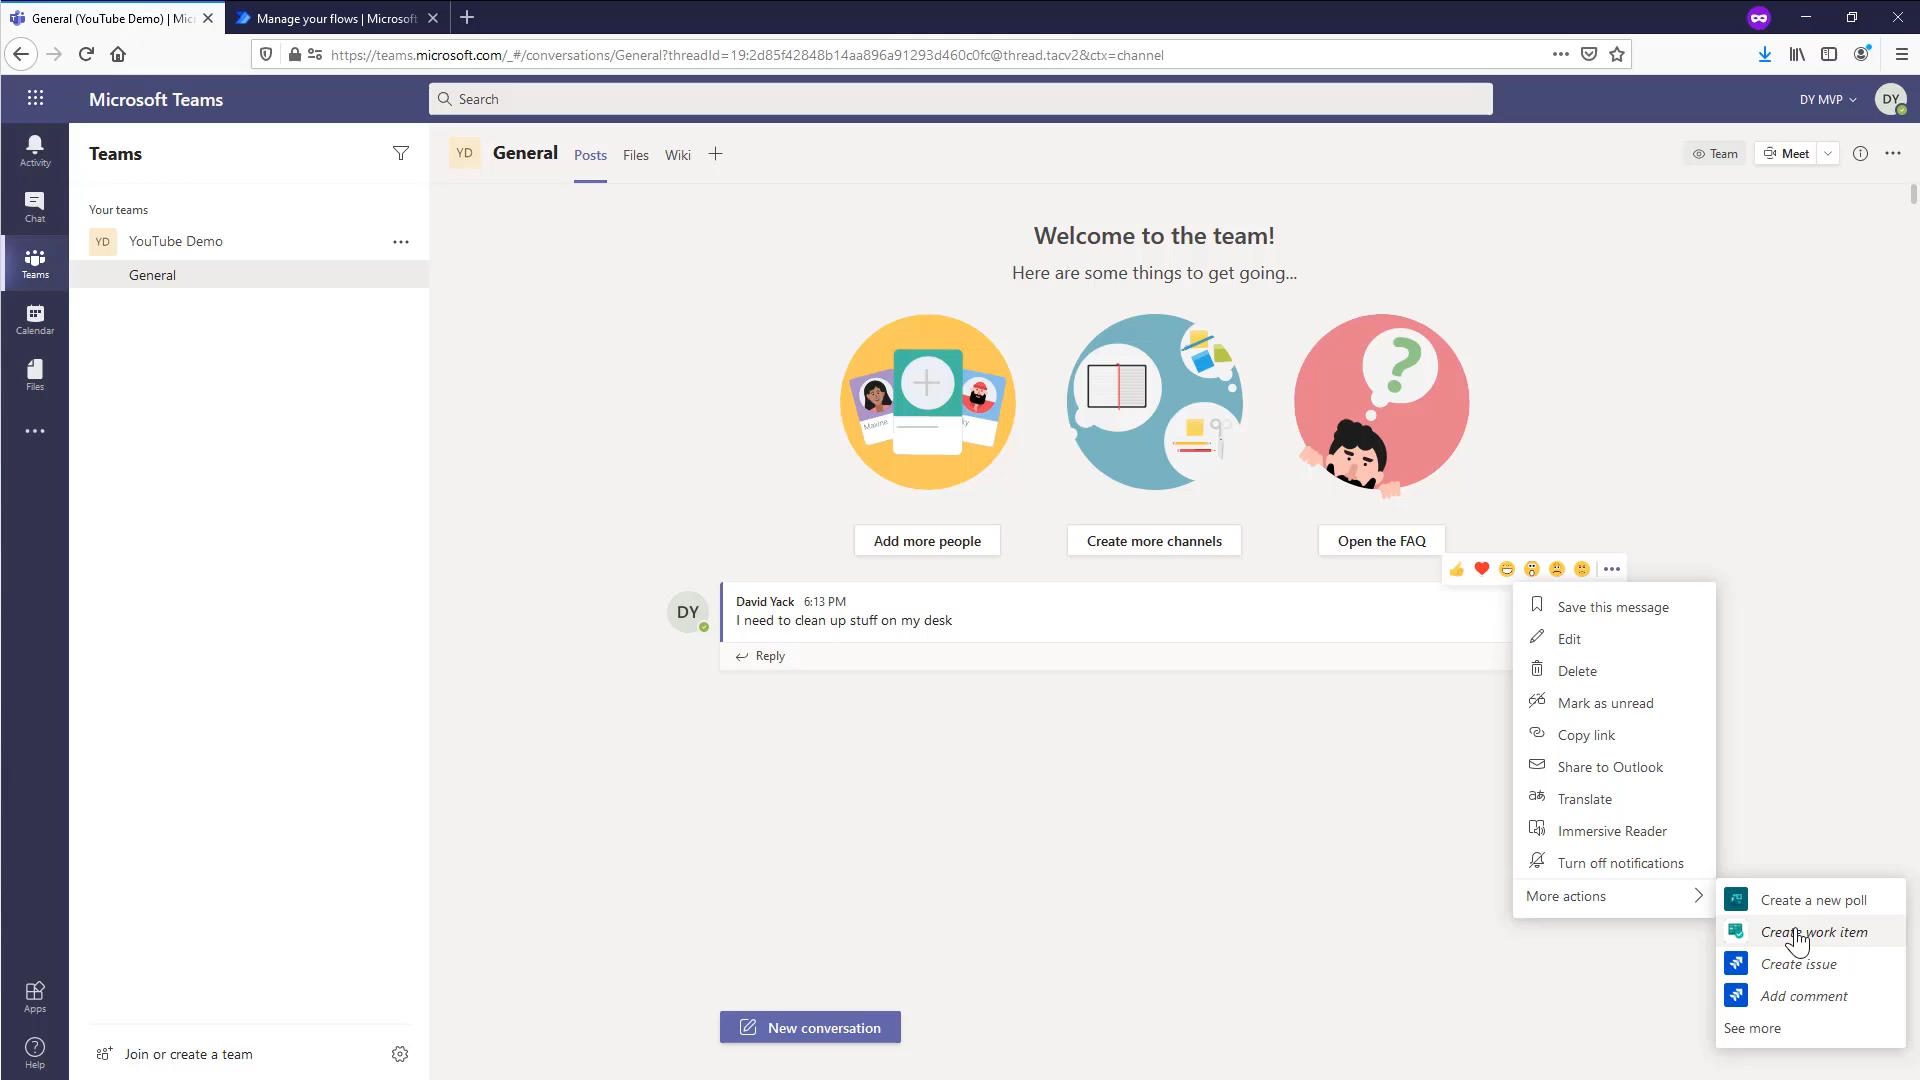 General (YouTube Demo) | Mic
Manage your flows | Microsoft
https://teams.microsoft.com/_#/conversations/General?threadId=19:2d85f42848b14aa896a91293d460c0fc@thread.tacv2&ctx=channel
Microsoft Teams
Search
DY MVP
DY
Activity
Chat
Teams
Calendar
Files
Apps
Help
Teams
Your teams
YD
YouTube Demo
General
Join or create a team
YD
General
Posts
Files
Wiki
Team
Meet
Welcome to the team!
Here are some things to get going...
Maxine
ky
Add more people
Create more channels
Open the FAQ
DY
David Yack 6:13 PM
I need to clean up stuff on my desk
Reply
New conversation
Save this message
Edit
Delete
Mark as unread
Copy link
Share to Outlook
Translate
Immersive Reader
Turn off notifications
More actions
Create a new poll
Create work item
Create issue
Add comment
See more